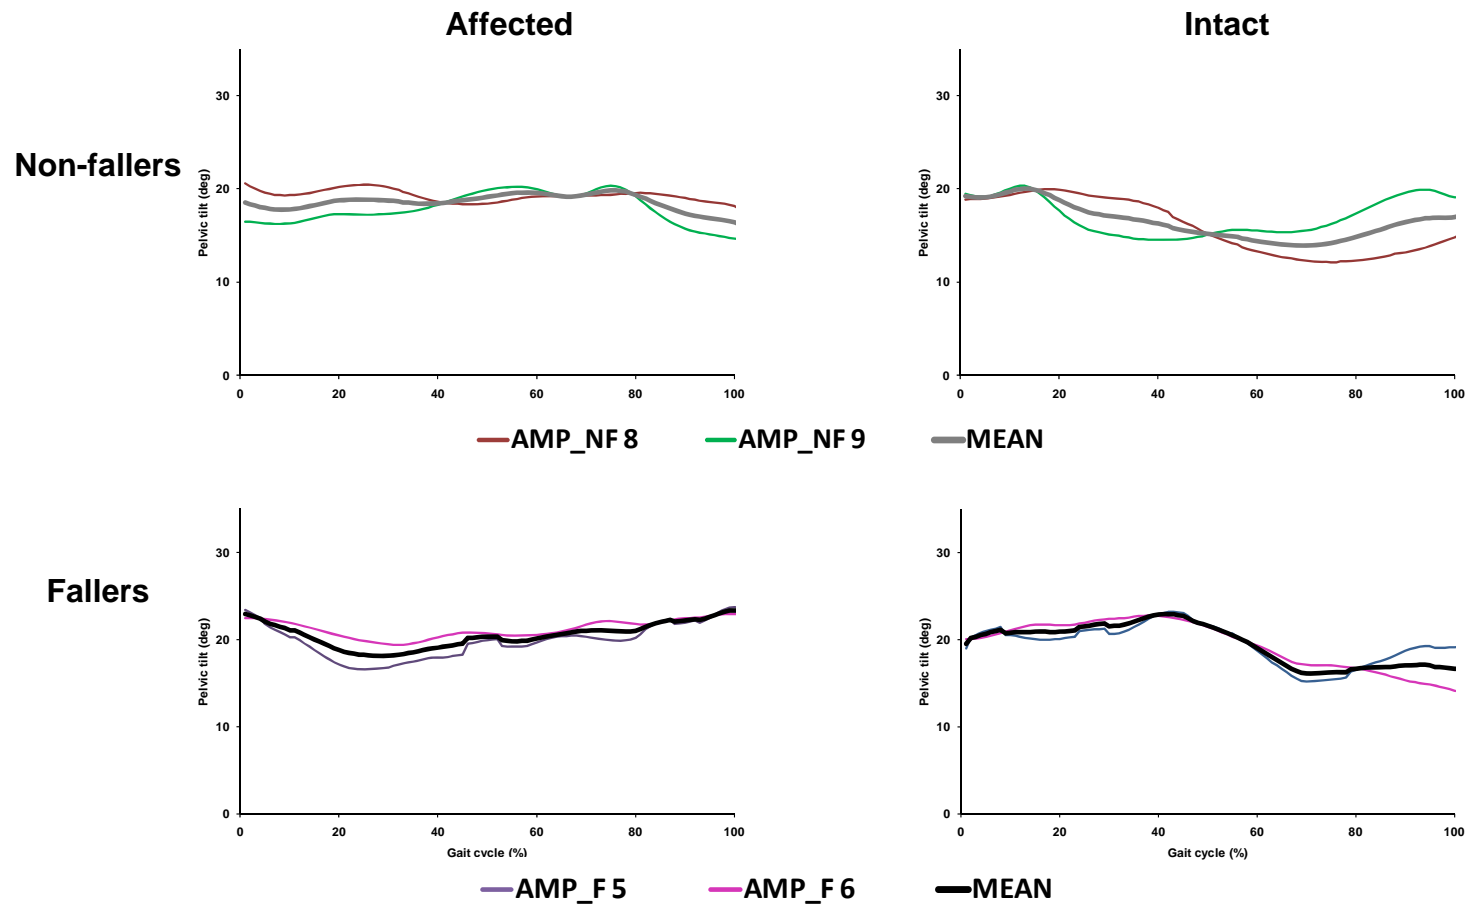 Affected
Intact
Non-fallers
Pelvic tilt (deg)
30
20
10
0
0 20 40 60 80 100
Pelvic tilt (deg)
30
20
10
0
0 20 40 60 80 100
AMP_NF 8 AMP_NF 9 MEAN
Fallers
Pelvic tilt (deg)
30
20
10
0
0 20 40 60 80 100
Gait cycle (%)
Pelvic tilt (deg)
30
20
10
0
0 20 40 60 80 100
Gait cycle (%)
AMP_F 5 AMP_F 6 MEAN